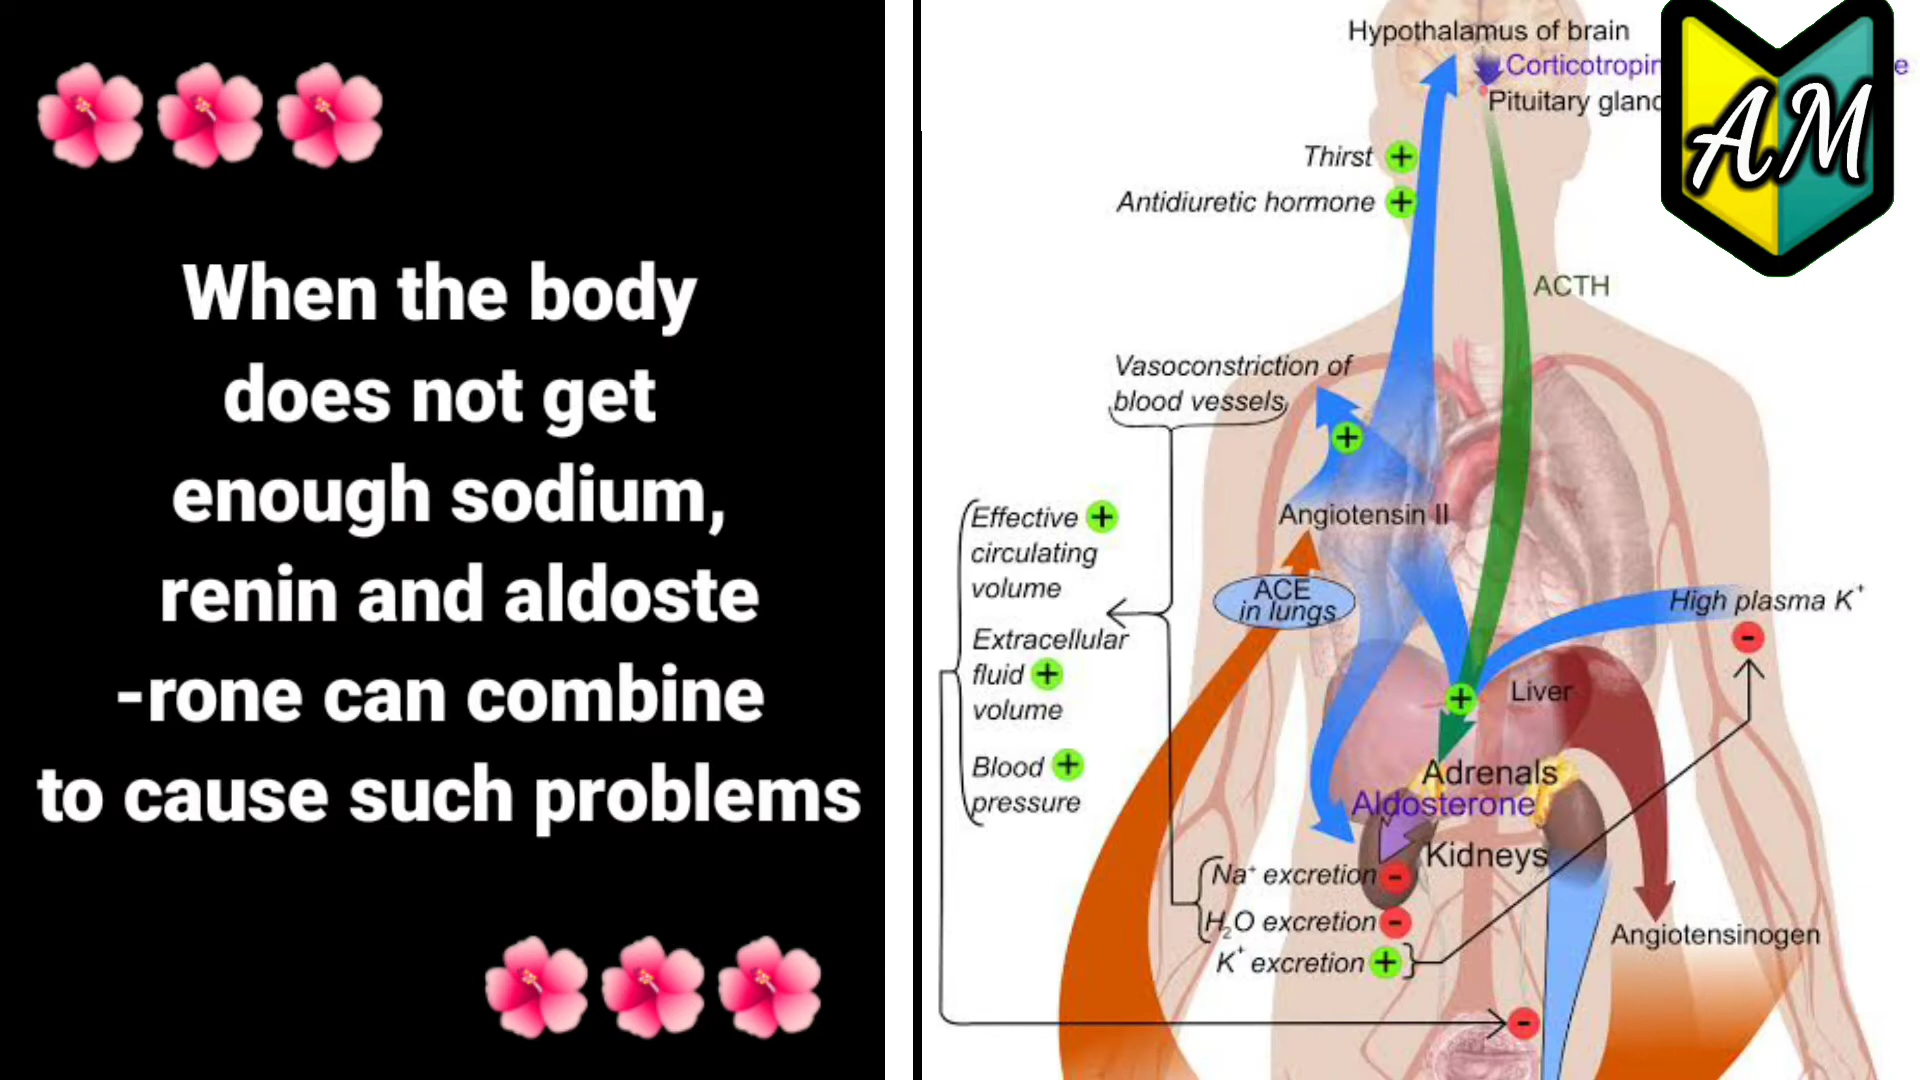 When the body
does not get
enough sodium,
renin and aldoste
-rone can combine
to cause such problems
Hypothalamus of brain
Pituitary
AM
Thirst +
Antidiuretic hormone +
ACTH
Vasoconstriction of
blood vessels
+
Angiotensin II
Effective +
circulating
volume
ACE
in lungs
High plasma K⁺
-
Extracellular
fluid +
volume
+
Liver
Blood +
pressure
Adrenals
Aldosterone
Kidneys
Na⁺ excretion -
H₂O excretion -
K⁺ excretion +
Angiotensinogen
-